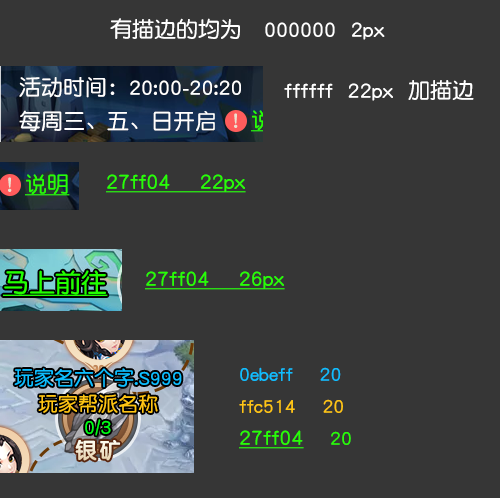 有描边的均为 000000 2px
活动时间：20:00-20:20
ffffff 22px 加描边
每周三、五、日开启 ! 
! 说明
27ff04 22px
马上前往
27ff04 26px
玩家名六个字.S999
0ebeff 20
玩家帮派名称
ffc514 20
0/3
27ff04 20
银矿